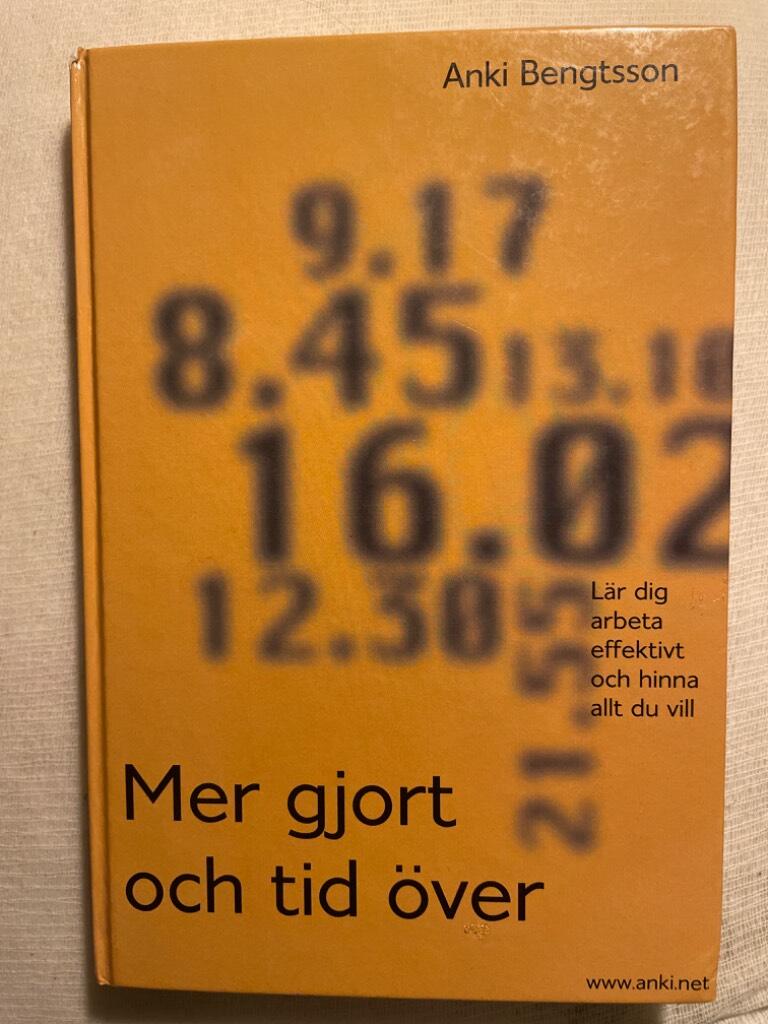 Anki Bengtsson
9.17
8.45
13.10
16.02
12.30
21.55
Lär dig
arbeta
effektivt
och hinna
allt du vill
Mer gjort
och tid över
www.anki.net